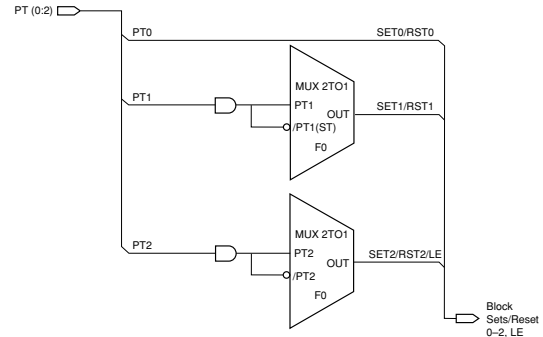 PT (0:2)
PT0
SET0/RST0
MUX 2TO1
PT1
PT1
SET1/RST1
OUT
/PT1(ST)
F0
MUX 2TO1
PT2
PT2
SET2/RST2/LE
OUT
/PT2
F0
Block
Sets/Reset
0–2, LE